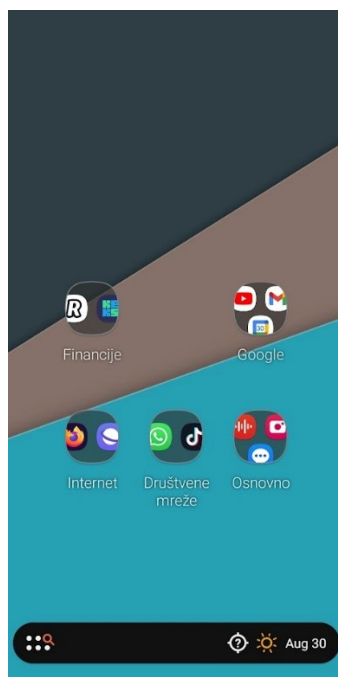 Financije
Google
Internet
Društvene
mreže
Osnovno
Aug 30